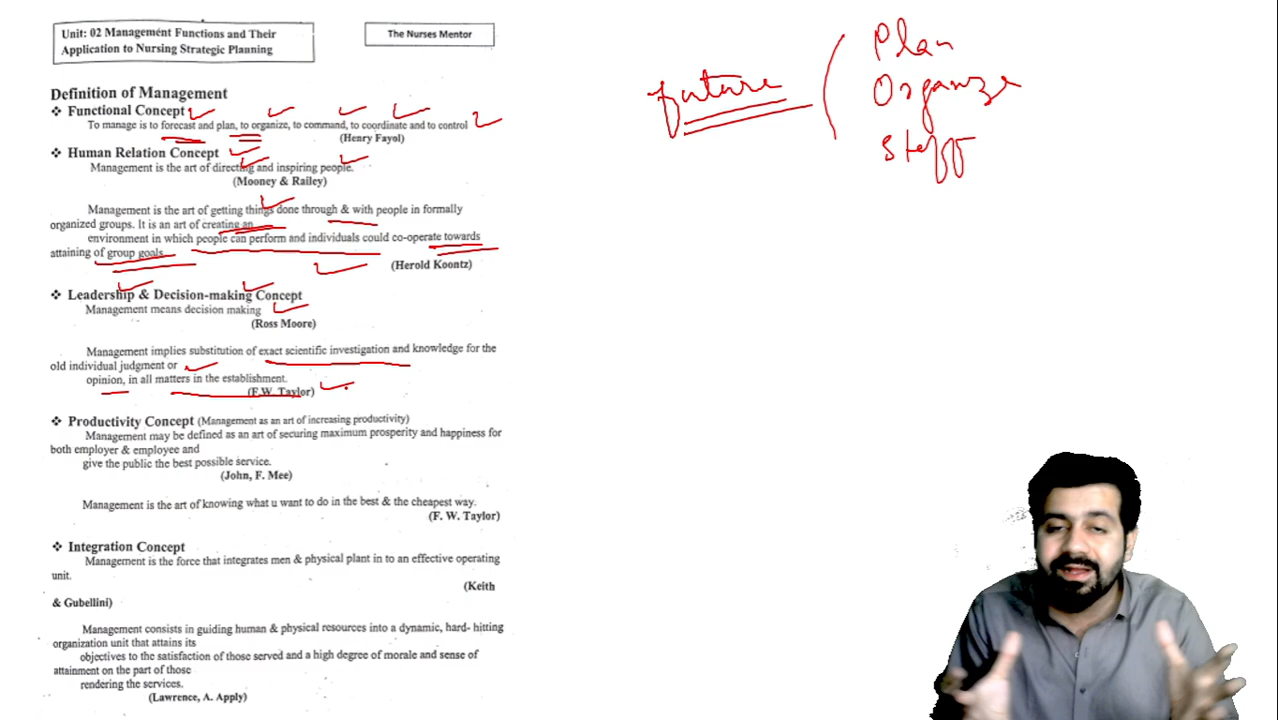 Unit: 02 Management Functions and Their
Application to Nursing Strategic Planning
The Nurses Mentor
Definition of Management
❖ Functional Concept
To manage is to forecast and plan, to organize, to command, to coordinate and to control
(Henry Fayol)
❖ Human Relation Concept
Management is the art of directing and inspiring people.
(Mooney & Railey)
Management is the art of getting things done through & with people in formally
organized groups. It is an art of creating an
environment in which people can perform and individuals could co-operate towards
attaining of group goals
(Herold Koontz)
❖ Leadership & Decision-making Concept
Management means decision making
(Ross Moore)
Management implies substitution of exact scientific investigation and knowledge for the
old individual judgment or
opinion, in all matters in the establishment.
(F.W. Taylor)
❖ Productivity Concept (Management as an art of increasing productivity)
Management may be defined as an art of securing maximum prosperity and happiness for
both employer & employee and
give the public the best possible service.
(John, F. Mee)
Management is the art of knowing what u want to do in the best & the cheapest way.
(F. W. Taylor)
❖ Integration Concept
Management is the force that integrates men & physical plant in to an effective operating
unit.
(Keith
& Gubellini)
Management consists in guiding human & physical resources into a dynamic, hard- hitting
organization unit that attains its
objectives to the satisfaction of those served and a high degree of morale and sense of
attainment on the part of those
rendering the services.
(Lawrence, A. Apply)
future
Plan
Organize
Staff